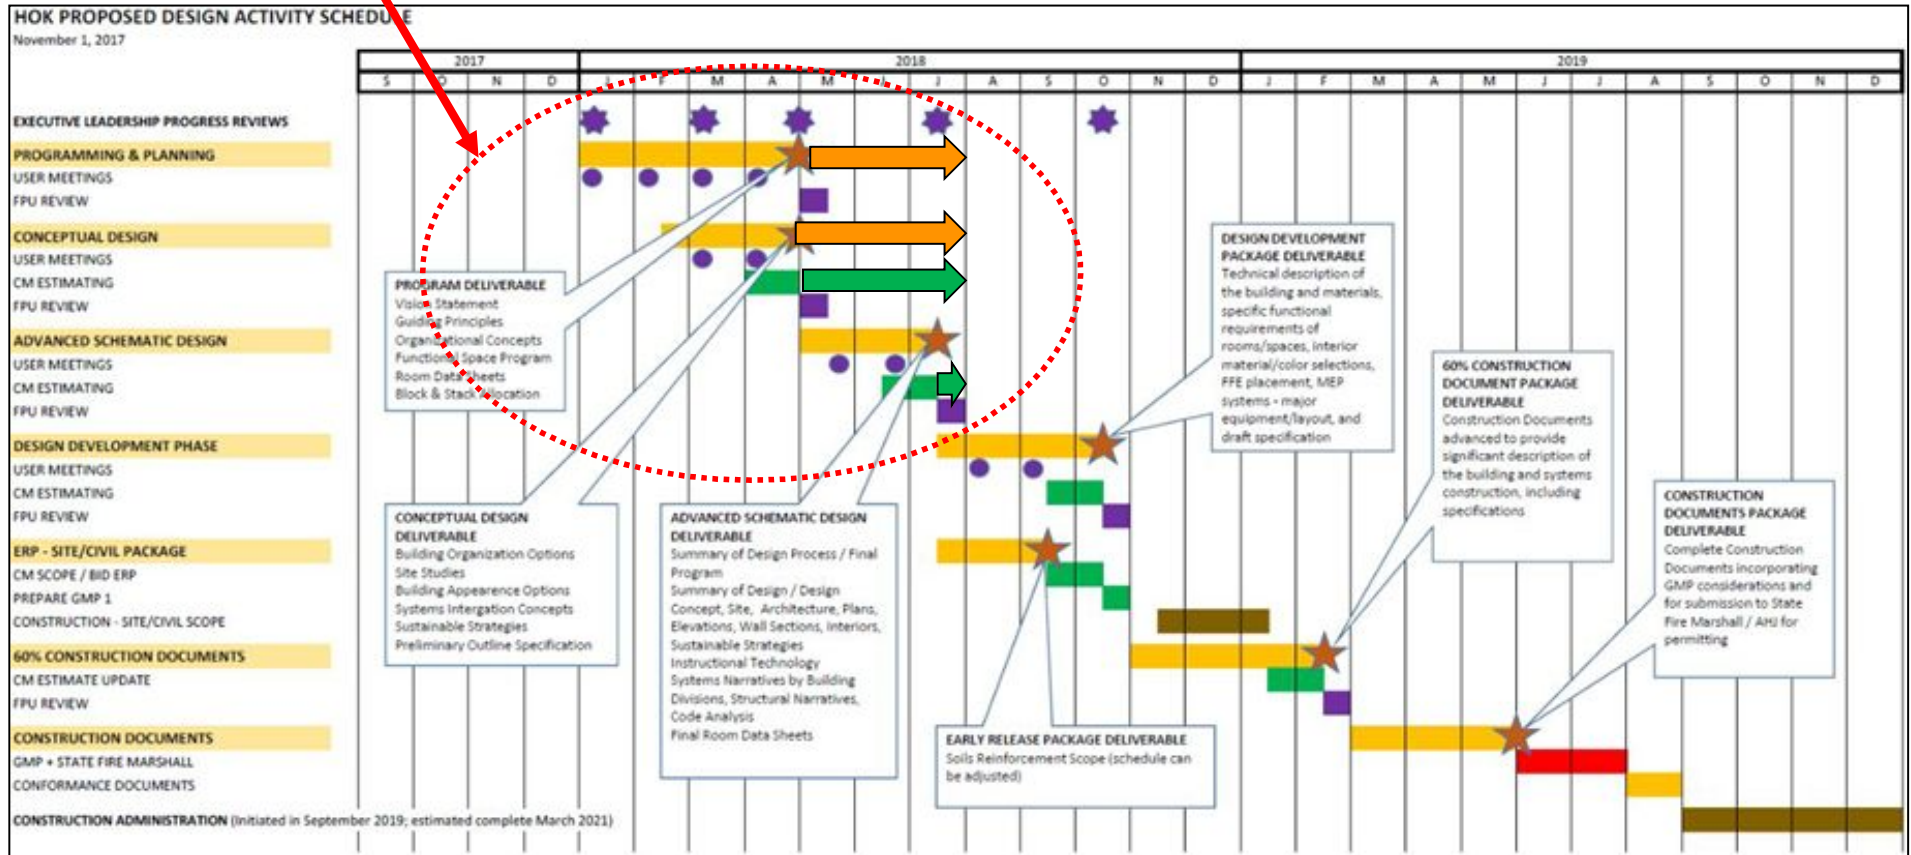 HOK PROPOSED DESIGN ACTIVITY SCHEDULE
November 1, 2017
2017 2018 2019
S O N D J F M A M J J A S O N D J F M A M J J A S O N D
EXECUTIVE LEADERSHIP PROGRESS REVIEWS
PROGRAMMING & PLANNING
USER MEETINGS
FPU REVIEW
CONCEPTUAL DESIGN
USER MEETINGS
CM ESTIMATING
FPU REVIEW
ADVANCED SCHEMATIC DESIGN
USER MEETINGS
CM ESTIMATING
FPU REVIEW
DESIGN DEVELOPMENT PHASE
USER MEETINGS
CM ESTIMATING
FPU REVIEW
ERP - SITE/CIVIL PACKAGE
CM SCOPE / BID ERP
PREPARE GMP 1
CONSTRUCTION - SITE/CIVIL SCOPE
60% CONSTRUCTION DOCUMENTS
CM ESTIMATE UPDATE
FPU REVIEW
CONSTRUCTION DOCUMENTS
GMP + STATE FIRE MARSHALL
CONFORMANCE DOCUMENTS
CONSTRUCTION ADMINISTRATION (Initiated in September 2019; estimated complete March 2021)
PROGRAM DELIVERABLE
Vision Statement
Guiding Principles
Organizational Concepts
Functional Space Program
Room Data Sheets
Block & Stack Allocation
CONCEPTUAL DESIGN
DELIVERABLE
Building Organization Options
Site Studies
Building Appearence Options
Systems Intergation Concepts
Sustainable Strategies
Preliminary Outline Specification
ADVANCED SCHEMATIC DESIGN
DELIVERABLE
Summary of Design Process / Final
Program
Summary of Design / Design
Concept, Site, Architecture, Plans,
Elevations, Wall Sections, Interiors,
Sustainable Strategies
Instructional Technology
Systems Narratives by Building
Divisions, Structural Narratives,
Code Analysis
Final Room Data Sheets
EARLY RELEASE PACKAGE DELIVERABLE
Soils Reinforcement Scope (schedule can
be adjusted)
DESIGN DEVELOPMENT
PACKAGE DELIVERABLE
Technical description of
the building and materials,
specific functional
requirements of
rooms/spaces, interior
material/color selections,
FFE placement, MEP
systems - major
equipment/layout, and
draft specification
60% CONSTRUCTION
DOCUMENT PACKAGE
DELIVERABLE
Construction Documents
advanced to provide
significant description of
the building and systems
construction, including
specifications
CONSTRUCTION
DOCUMENTS PACKAGE
DELIVERABLE
Complete Construction
Documents incorporating
GMP considerations and
for submission to State
Fire Marshall / AHJ for
permitting